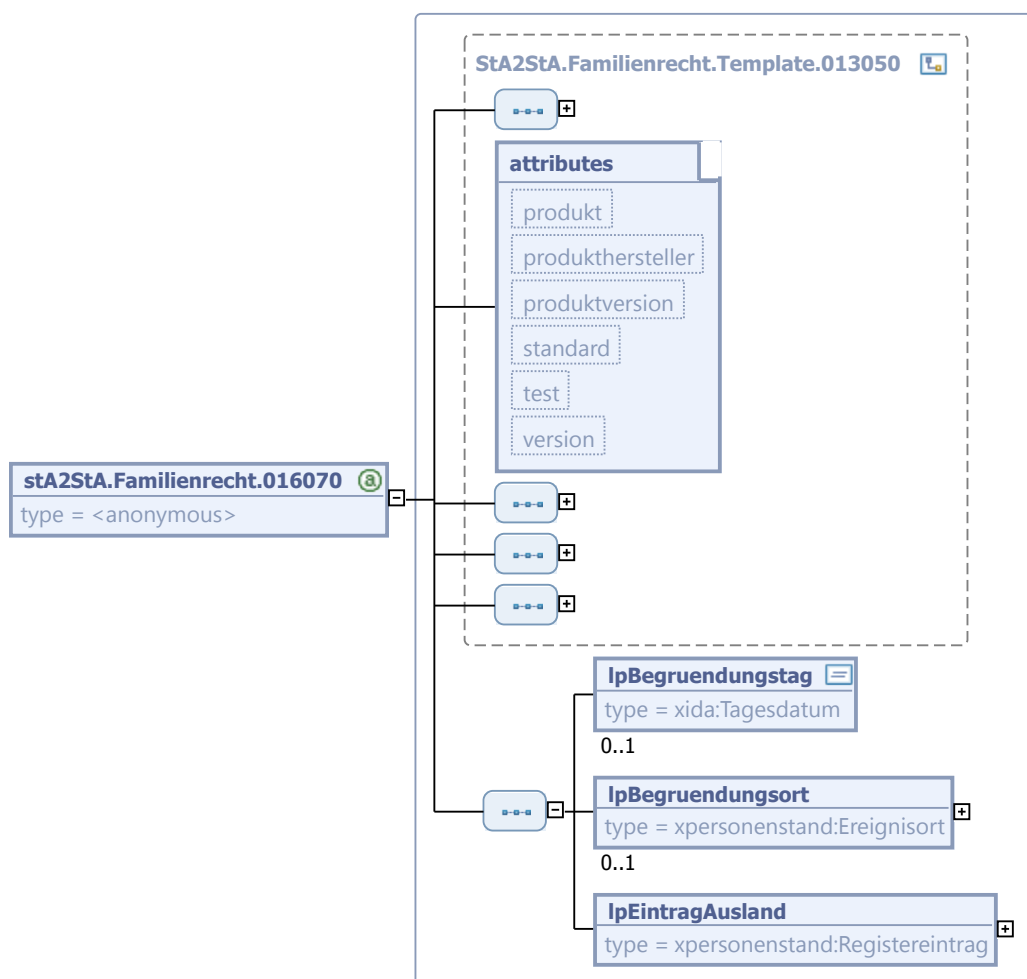 StA2StA.Familienrecht.Template.013050
attributes
produkt
produkthersteller
produktversion
standard
test
version
stA2StA.Familienrecht.016070
type = <anonymous>
lpBegruendungstag
type = xida:Tagesdatum
0..1
lpBegruendungsort
type = xpersonenstand:Ereignisort
0..1
lpEintragAusland
type = xpersonenstand:Registereintrag